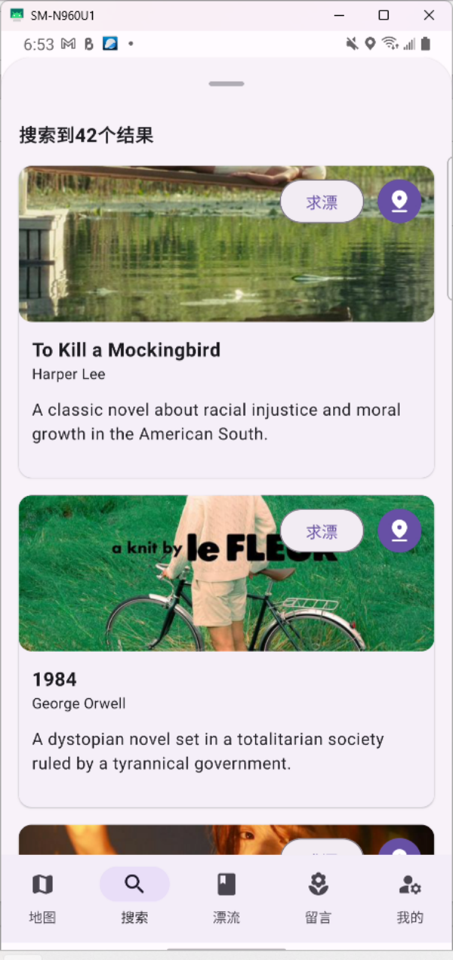 SM-N960U1
6:53
搜索到42个结果
求漂
To Kill a Mockingbird
Harper Lee
A classic novel about racial injustice and moral
growth in the American South.
求漂
a knit by le FLEUR
1984
George Orwell
A dystopian novel set in a totalitarian society
ruled by a tyrannical government.
地图
搜索
漂流
留言
我的